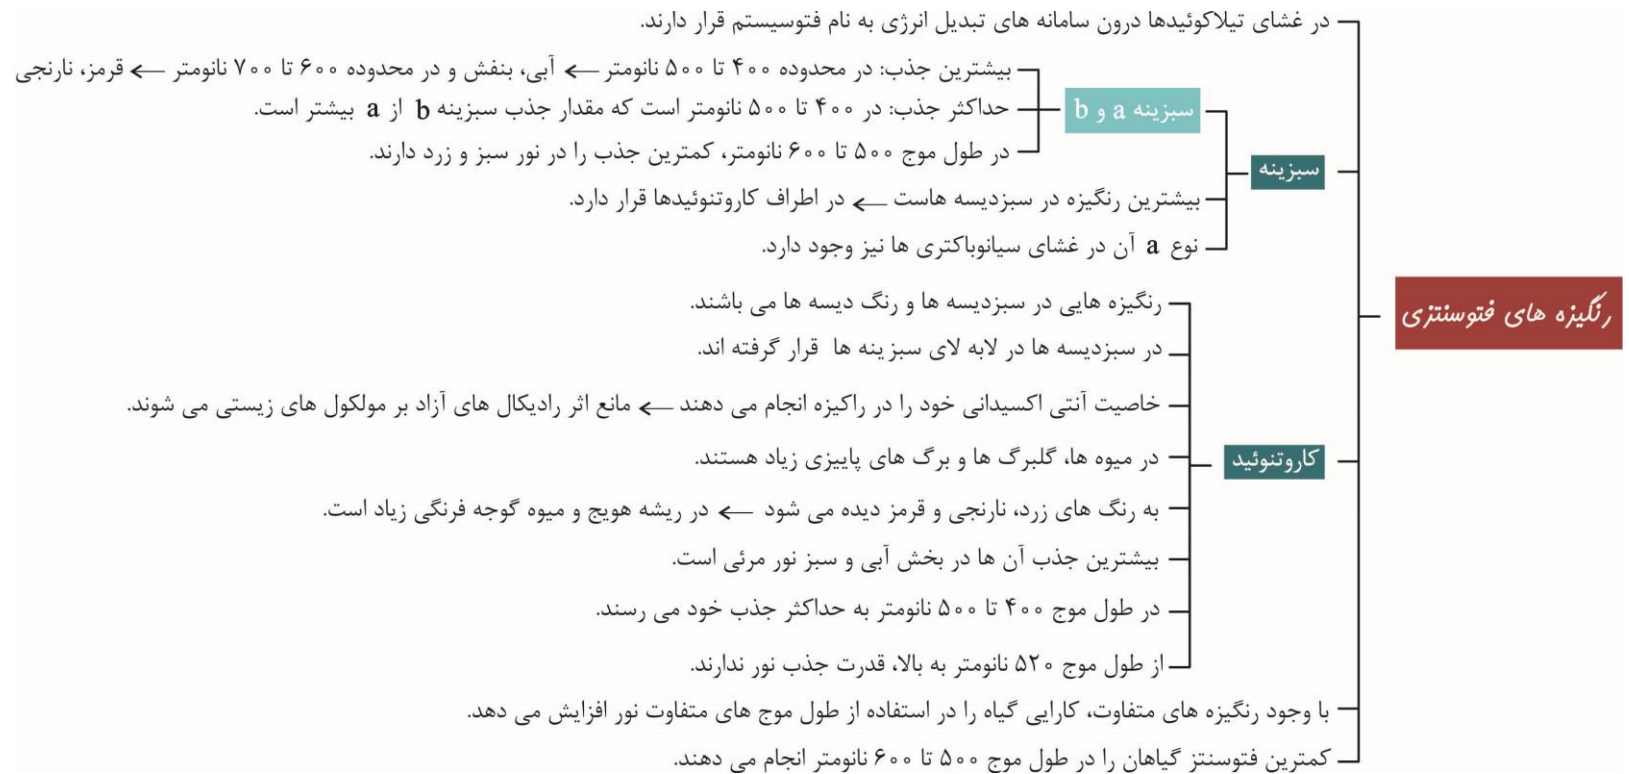 در غشای تیلاکوئیدها درون سامانه های تبدیل انرژی به نام فتوسیستم قرار دارند.
بیشترین جذب: در محدوده ۴۰۰ تا ۵۰۰ نانومتر ← آبی، بنفش و در محدوده ۶۰۰ تا ۷۰۰ نانومتر ← قرمز، نارنجی
سبزینه a و b
حداکثر جذب: در ۴۰۰ تا ۵۰۰ نانومتر است که مقدار جذب سبزینه b از a بیشتر است.
در طول موج ۵۰۰ تا ۶۰۰ نانومتر، کمترین جذب را در نور سبز و زرد دارند.
سبزینه
بیشترین رنگیزه در سبزدیسه هاست ← در اطراف کاروتنوئیدها قرار دارد.
نوع a آن در غشای سیانوباکتری ها نیز وجود دارد.
رنگیزه های فتوسنتزی
رنگیزه هایی در سبزدیسه ها و رنگ دیسه ها می باشند.
در سبزدیسه ها در لابه لای سبزینه ها قرار گرفته اند.
خاصیت آنتی اکسیدانی خود را در راکیزه انجام می دهند ← مانع اثر رادیکال های آزاد بر مولکول های زیستی می شوند.
کاروتنوئید
در میوه ها، گلبرگ ها و برگ های پاییزی زیاد هستند.
به رنگ های زرد، نارنجی و قرمز دیده می شود ← در ریشه هویج و میوه گوجه فرنگی زیاد است.
بیشترین جذب آن ها در بخش آبی و سبز نور مرئی است.
در طول موج ۴۰۰ تا ۵۰۰ نانومتر به حداکثر جذب خود می رسند.
از طول موج ۵۲۰ نانومتر به بالا، قدرت جذب نور ندارند.
با وجود رنگیزه های متفاوت، کارایی گیاه را در استفاده از طول موج های متفاوت نور افزایش می دهد.
کمترین فتوسنتز گیاهان را در طول موج ۵۰۰ تا ۶۰۰ نانومتر انجام می دهند.